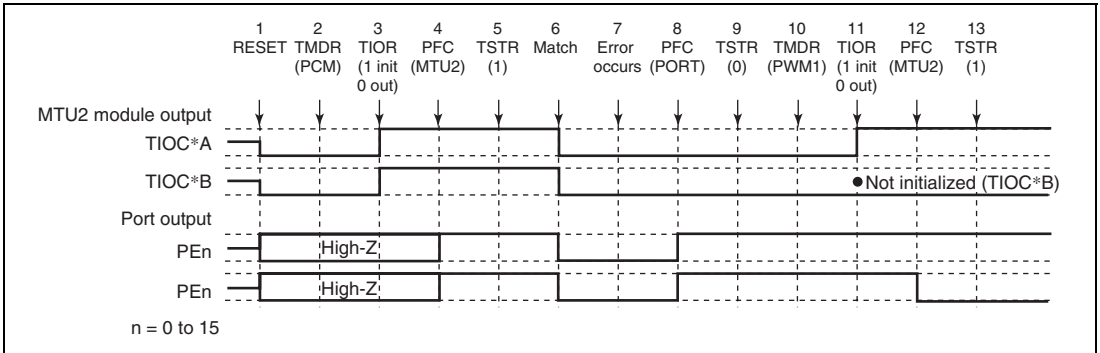 1 2 3 4 5 6 7 8 9 10 11 12 13
RESET TMDR TIOR PFC TSTR Match Error PFC TSTR TMDR TIOR PFC TSTR
(PCM) (1 init (MTU2) (1) occurs (PORT) (0) (PWM1) (1 init (MTU2) (1)
0 out) 0 out)
MTU2 module output
TIOC*A
TIOC*B
●Not initialized (TIOC*B)
Port output
PEn
High-Z
PEn
High-Z
n = 0 to 15